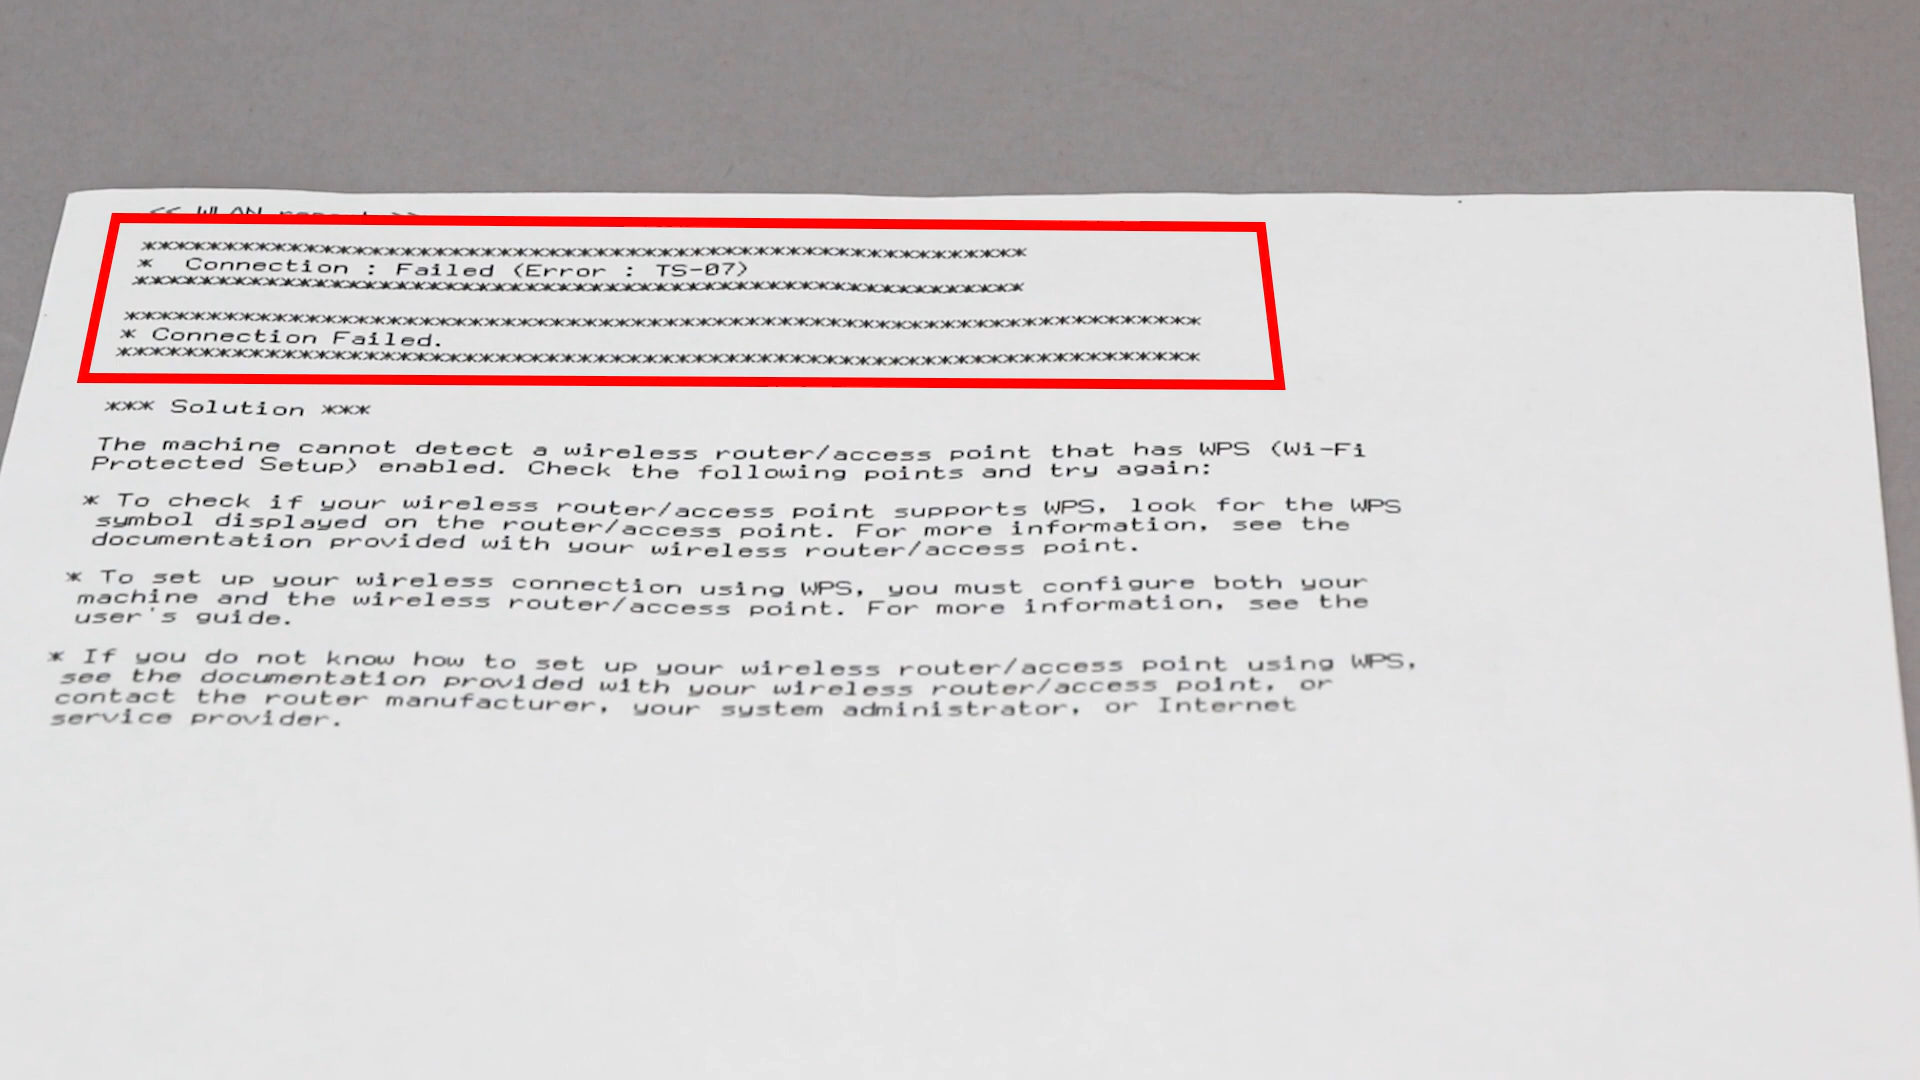 << WLAN report >>
*******************************************************
*  Connection : Failed (Error : TS-07)
*******************************************************
*******************************************************************
* Connection Failed.
*******************************************************************
*** Solution ***
The machine cannot detect a wireless router/access point that has WPS (Wi-Fi
Protected Setup) enabled. Check the following points and try again:
* To check if your wireless router/access point supports WPS, look for the WPS
symbol displayed on the router/access point. For more information, see the
documentation provided with your wireless router/access point.
* To set up your wireless connection using WPS, you must configure both your
machine and the wireless router/access point. For more information, see the
user's guide.
* If you do not know how to set up your wireless router/access point using WPS,
see the documentation provided with your wireless router/access point, or
contact the router manufacturer, your system administrator, or Internet
service provider.